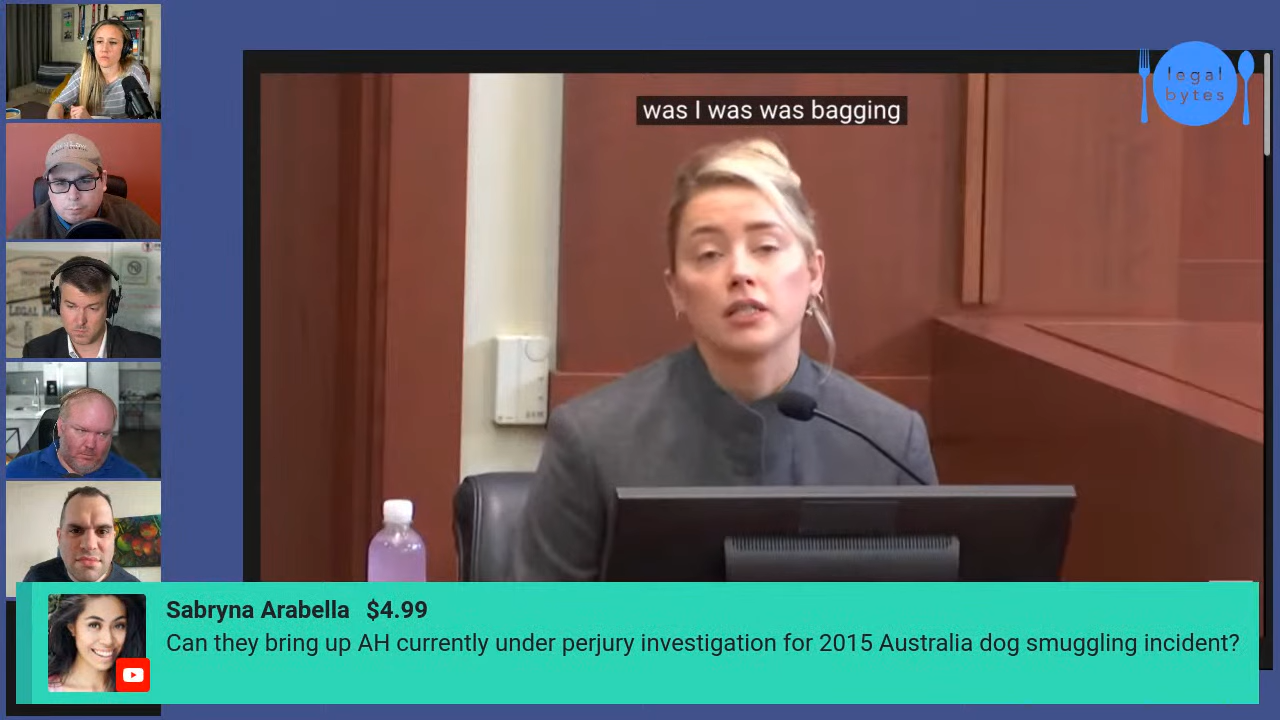 was I was was bagging
legal
bytes
Sabryna Arabella $4.99
Can they bring up AH currently under perjury investigation for 2015 Australia dog smuggling incident?